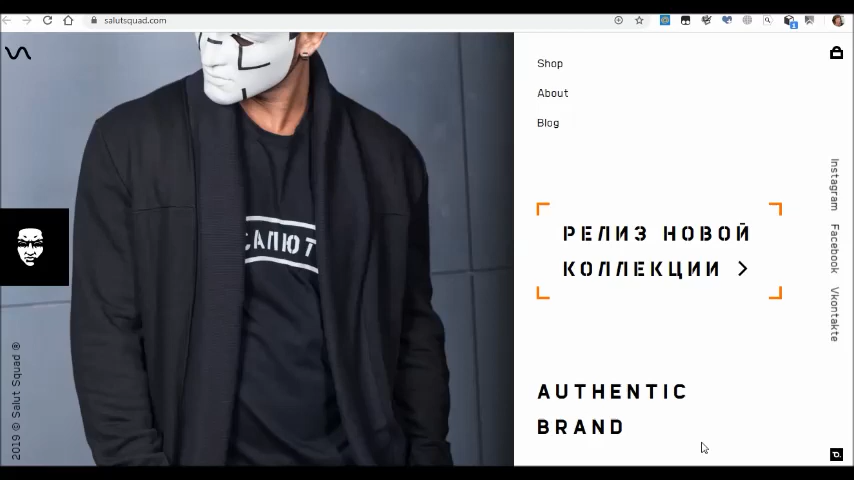 salutsquad.com
Shop
About
Blog
САЛЮТ
РЕЛИЗ НОВОЙ
КОЛЛЕКЦИИ >
AUTHENTIC
BRAND
Instagram
Facebook
Vkontakte
2019 © Salut Squad ®